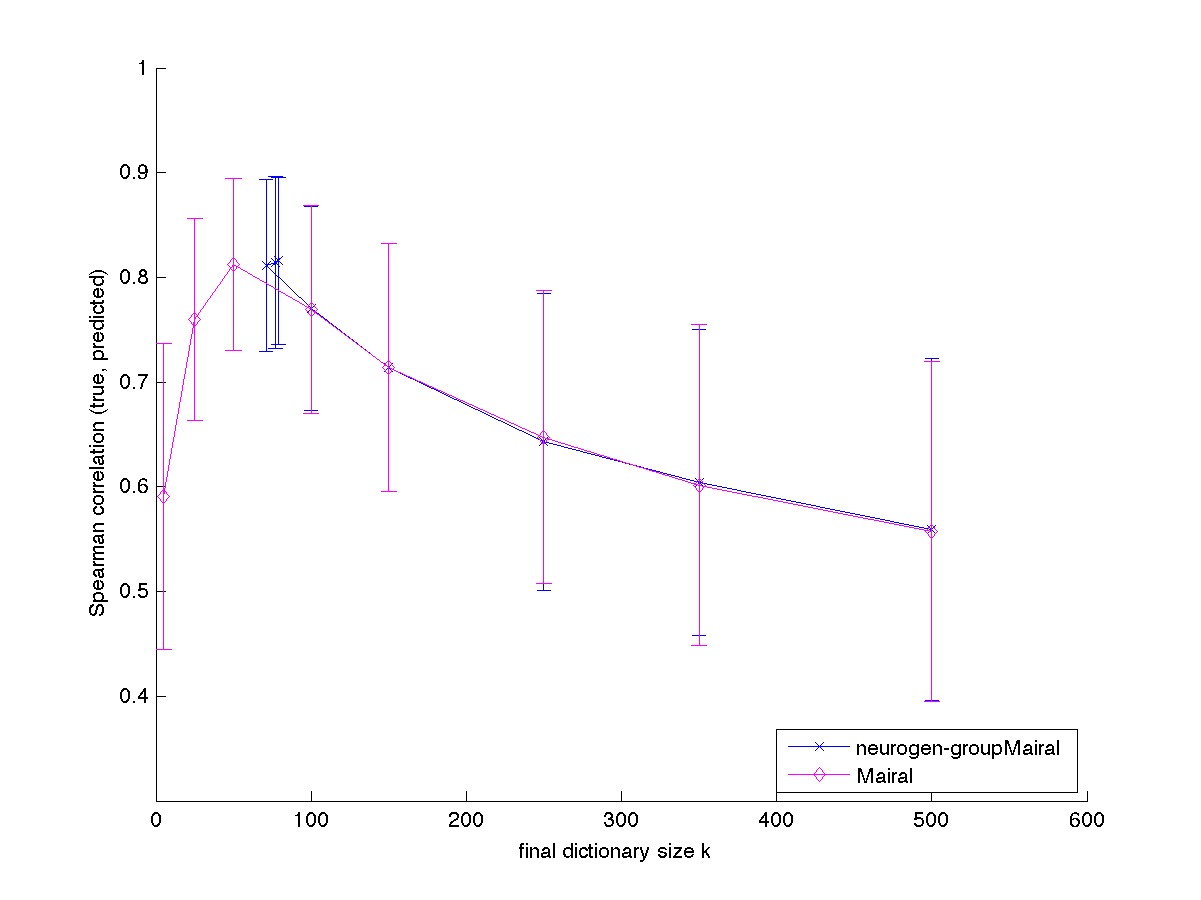 1
0.9
0.8
0.7
0.6
0.5
0.4
Spearman correlation (true, predicted)
neurogen-groupMairal
Mairal
0 100 200 300 400 500 600
final dictionary size k